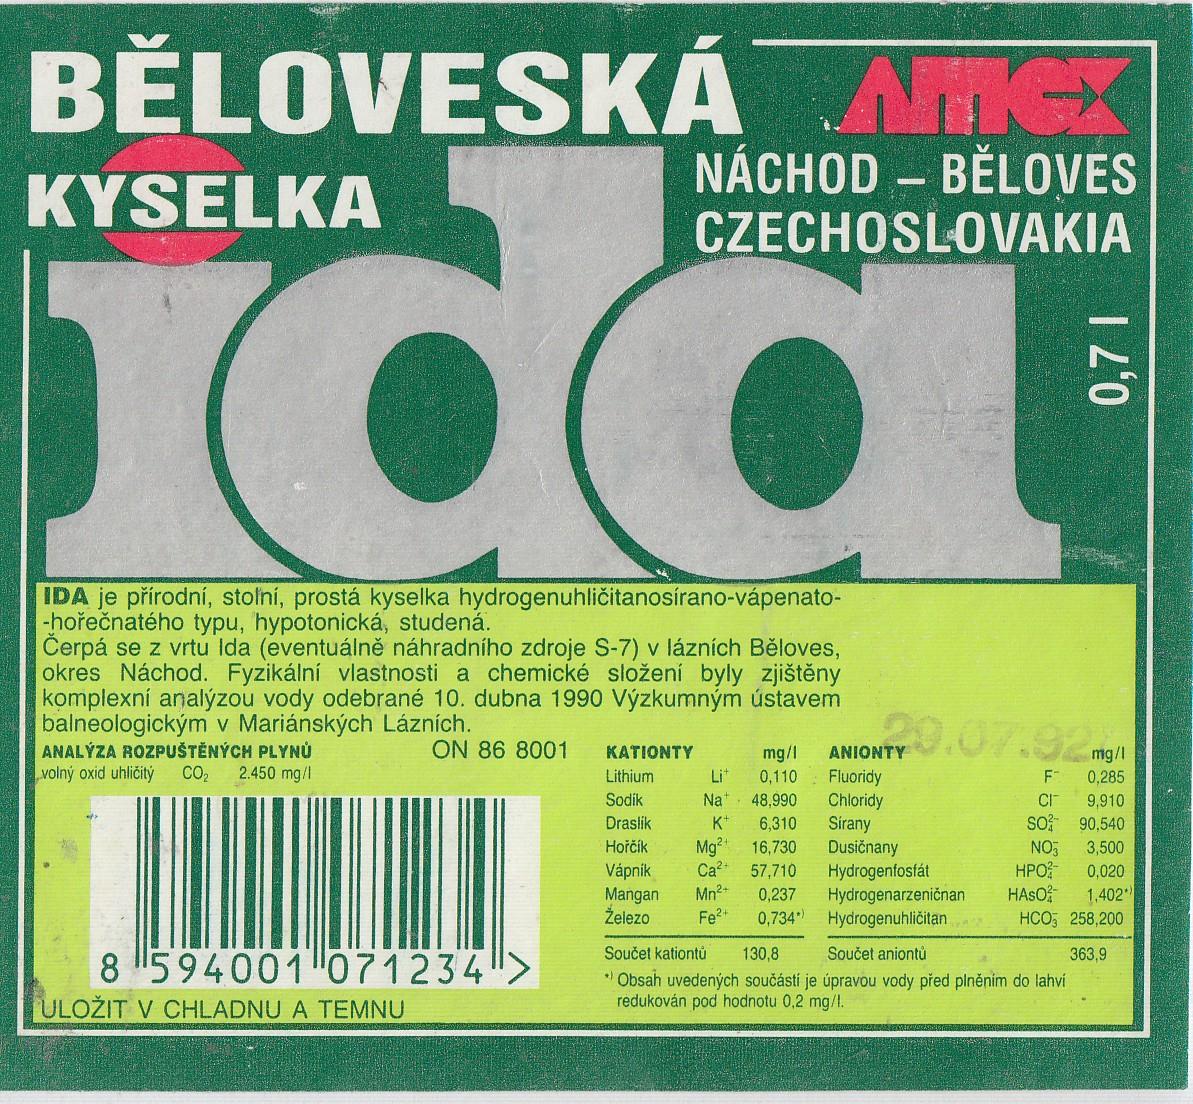 BĚLOVESKÁ
KYSELKA
ida
AMEX
NÁCHOD – BĚLOVES
CZECHOSLOVAKIA
0,7 l
IDA je přírodní, stolní, prostá kyselka hydrogenuhličitanosírano-vápenato-
-hořečnatého typu, hypotonická, studená.
Čerpá se z vrtu Ida (eventuálně náhradního zdroje S-7) v lázních Běloves,
okres Náchod. Fyzikální vlastnosti a chemické složení byly zjištěny
komplexní analýzou vody odebrané 10. dubna 1990 Výzkumným ústavem
balneologickým v Mariánských Lázních.
29.07.92
ANALÝZA ROZPUŠTĚNÝCH PLYNŮ ON 86 8001
volný oxid uhličitý CO₂ 2.450 mg/l
KATIONTY mg/l
Lithium Li⁺ 0,110
Sodík Na⁺ 48,990
Draslík K⁺ 6,310
Hořčík Mg²⁺ 16,730
Vápník Ca²⁺ 57,710
Mangan Mn²⁺ 0,237
Železo Fe²⁺ 0,734*)
Součet kationtů 130,8
ANIONTY mg/l
Fluoridy F⁻ 0,285
Chloridy Cl⁻ 9,910
Sírany SO₄²⁻ 90,540
Dusičnany NO₃⁻ 3,500
Hydrogenfosfát HPO₄²⁻ 0,020
Hydrogenarzeničnan HAsO₄²⁻ 1,402*)
Hydrogenuhličitan HCO₃⁻ 258,200
Součet aniontů 363,9
*) Obsah uvedených součástí je úpravou vody před plněním do lahví
redukován pod hodnotu 0,2 mg/l.
8 594001 071234 >
ULOŽIT V CHLADNU A TEMNU